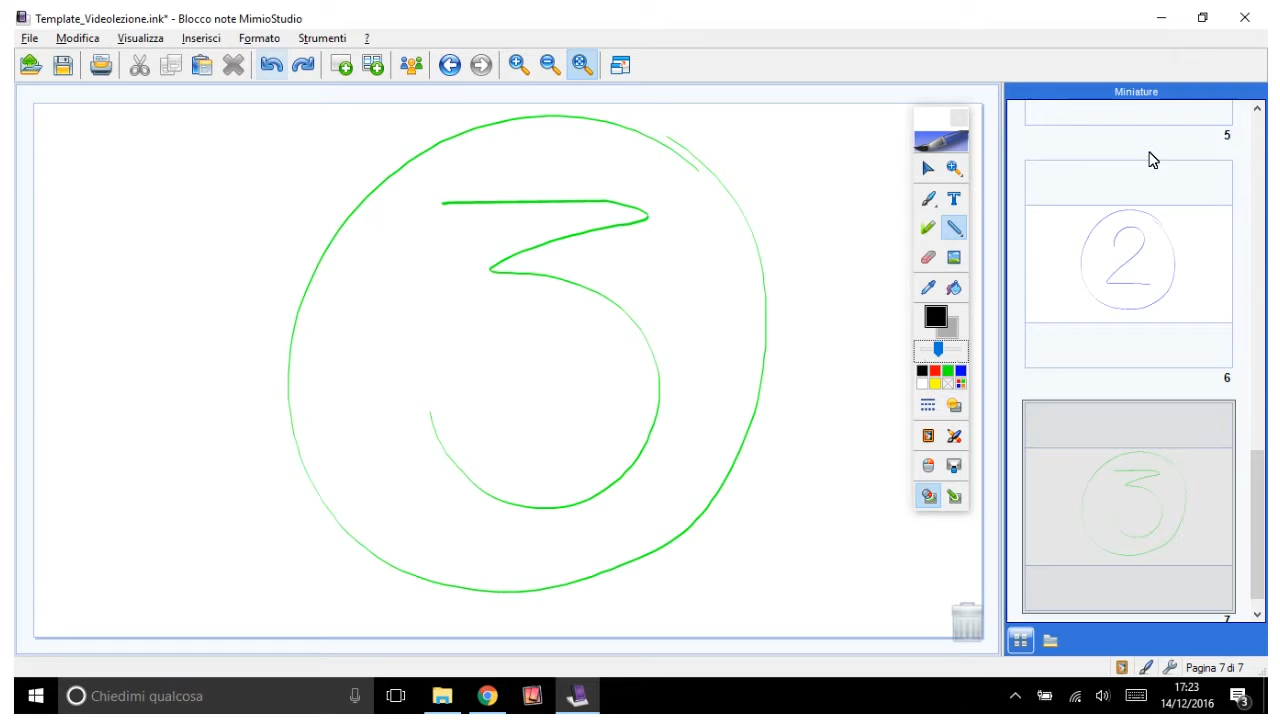 Template_Videolezione.ink* - Blocco note MimioStudio
File Modifica Visualizza Inserisci Formato Strumenti ?
Miniature
5
3
T
2
6
3
7
Pagina 7 di 7
Chiedimi qualcosa
17:23
14/12/2016
3